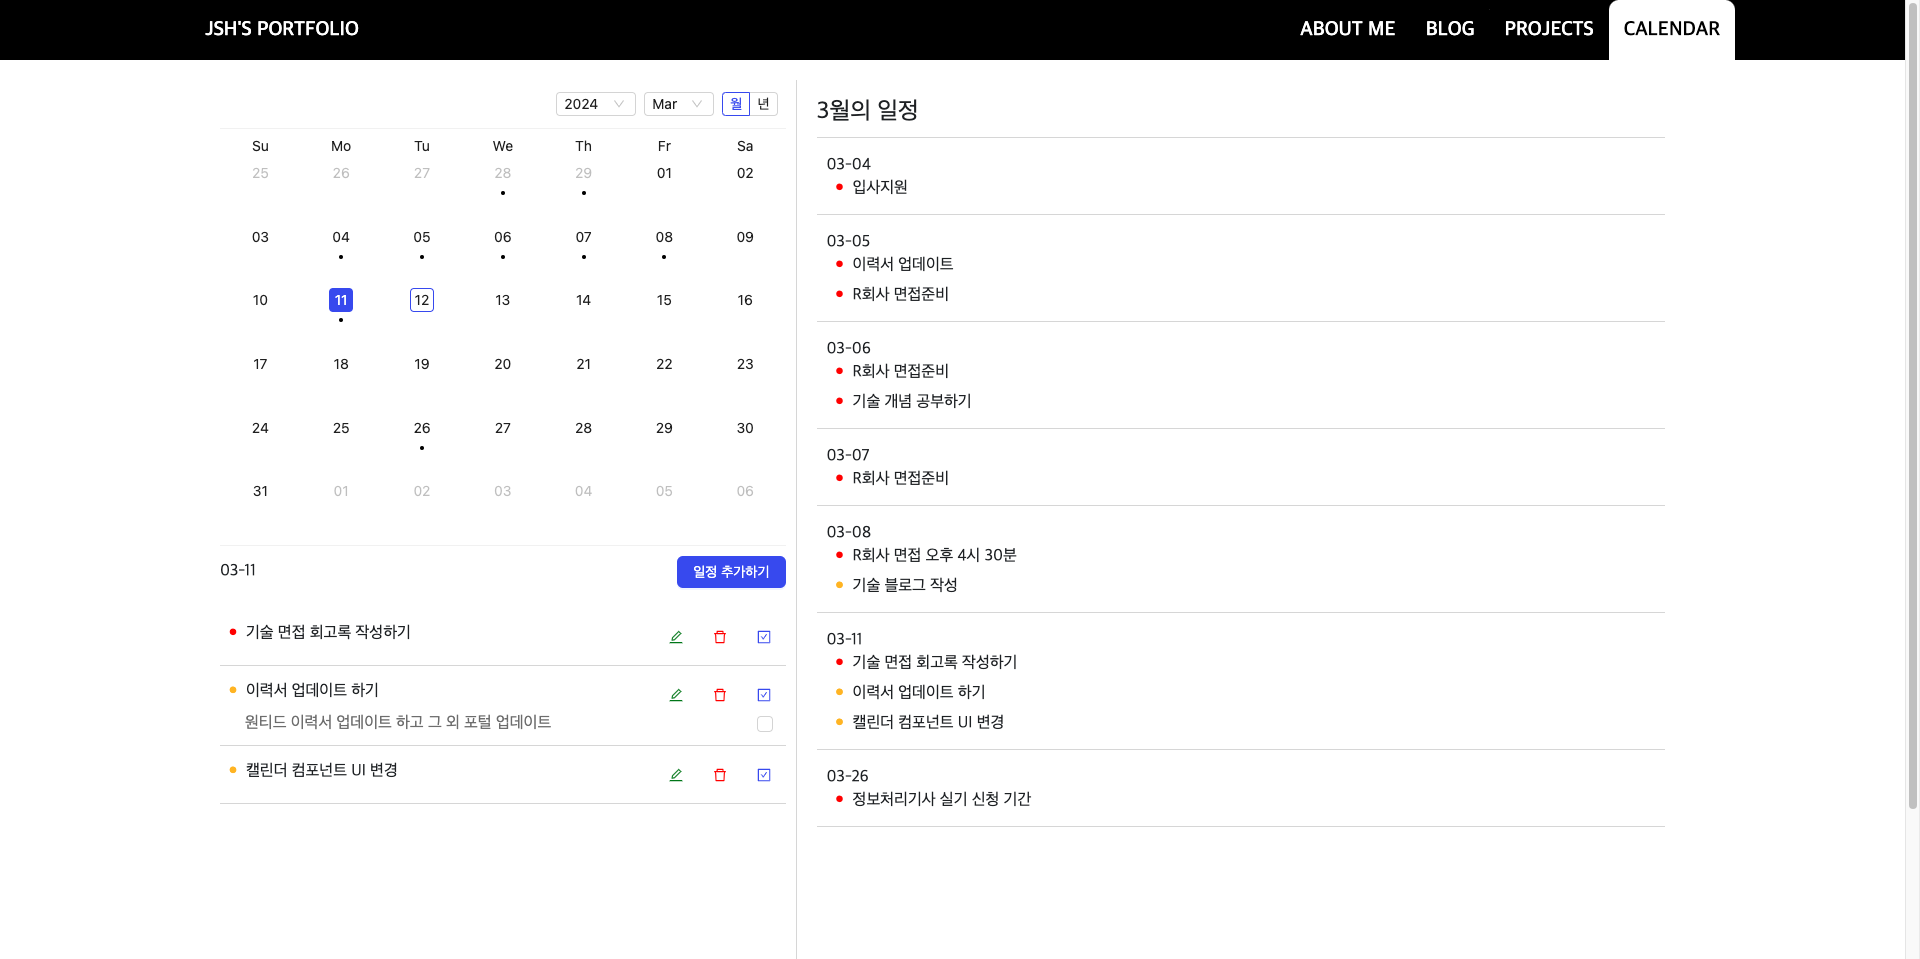 JSH'S PORTFOLIO
ABOUT ME BLOG PROJECTS CALENDAR
2024 Mar 월 년
Su Mo Tu We Th Fr Sa
25 26 27 28 29 01 02
03 04 05 06 07 08 09
10 11 12 13 14 15 16
17 18 19 20 21 22 23
24 25 26 27 28 29 30
31 01 02 03 04 05 06
03-11 일정 추가하기
기술 면접 회고록 작성하기
이력서 업데이트 하기
원티드 이력서 업데이트 하고 그 외 포털 업데이트
캘린더 컴포넌트 UI 변경
3월의 일정
03-04
입사지원
03-05
이력서 업데이트
R회사 면접준비
03-06
R회사 면접준비
기술 개념 공부하기
03-07
R회사 면접준비
03-08
R회사 면접 오후 4시 30분
기술 블로그 작성
03-11
기술 면접 회고록 작성하기
이력서 업데이트 하기
캘린더 컴포넌트 UI 변경
03-26
정보처리기사 실기 신청 기간